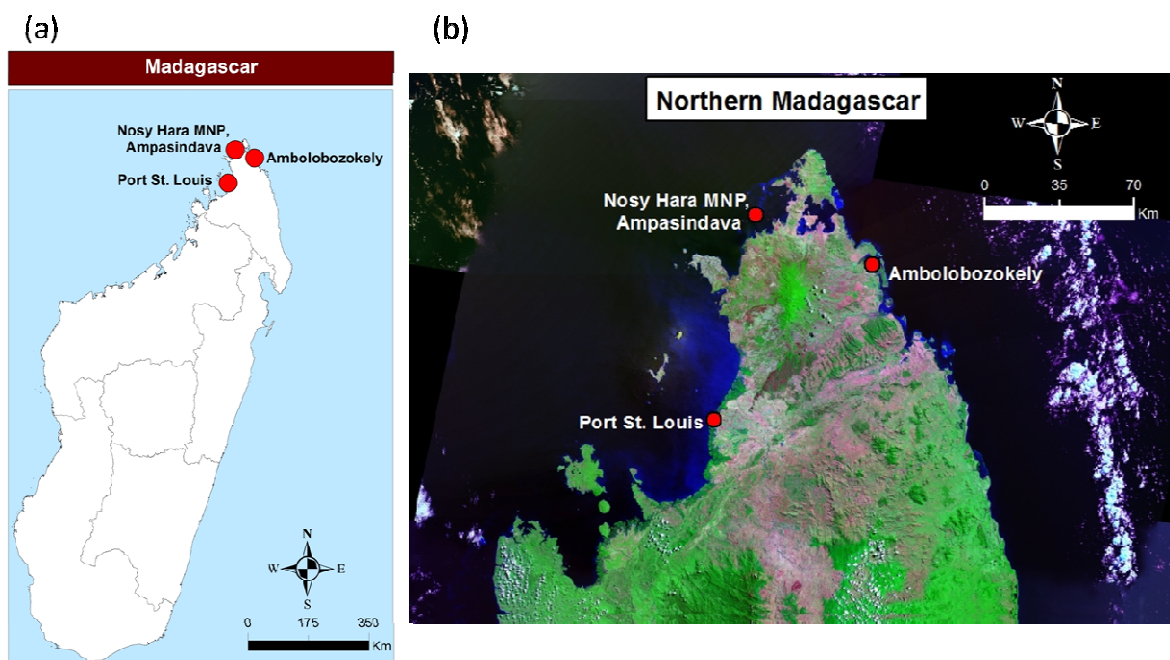 (a)
Madagascar
Nosy Hara MNP,
Ampasindava
Ambolobozokely
Port St. Louis
N
W
E
S
0
175
350
Km
(b)
Northern Madagascar
N
W
E
S
0
35
70
Km
Nosy Hara MNP,
Ampasindava
Ambolobozokely
Port St. Louis